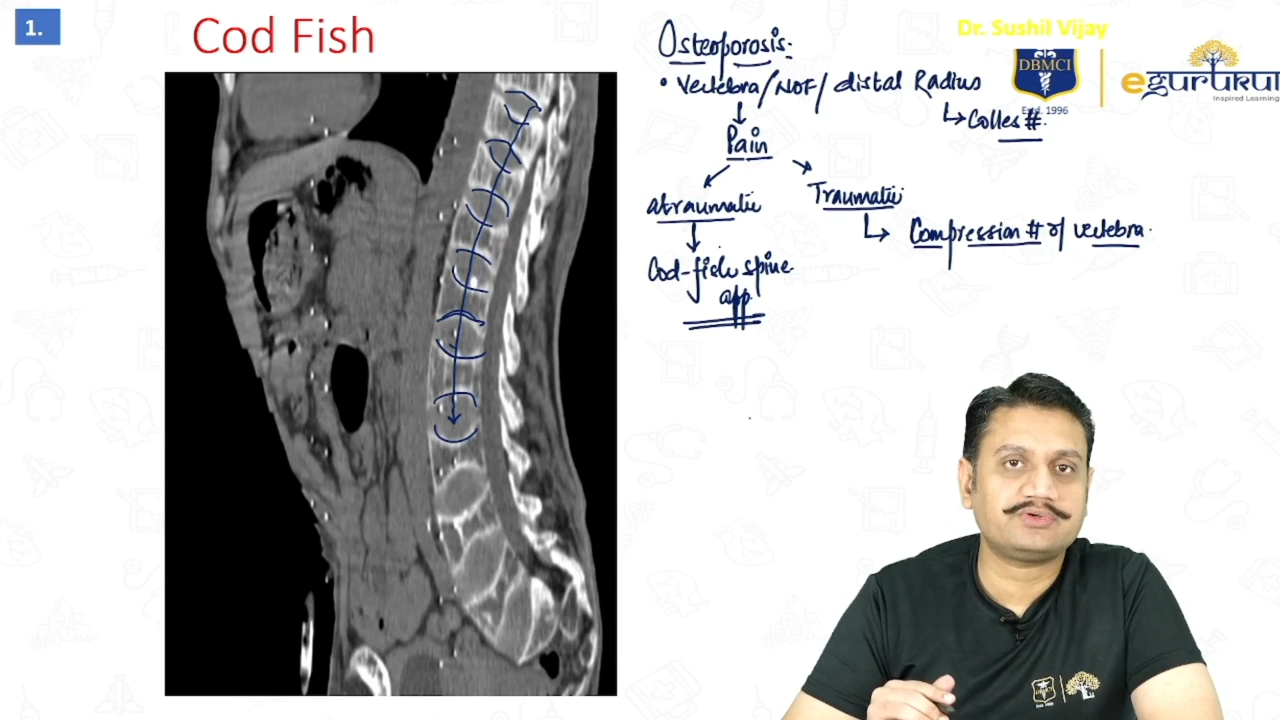 1.
Cod Fish
Osteoporosis:
Dr. Sushil Vijay
DBMCI
Estd. 1996
egurukul
Inspired Learning
• Vertebra/NOF/distal Radius
↳ Colles #.
Pain
atraumatic
Traumatic
↳ Compression # of vertebra.
Cod-fish spine
app.